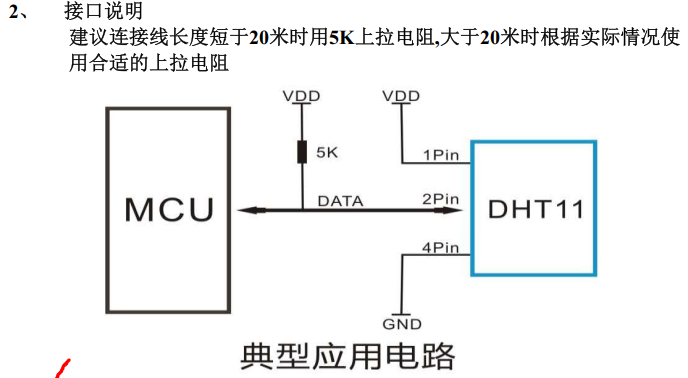 2、 接口说明
建议连接线长度短于20米时用5K上拉电阻,大于20米时根据实际情况使
用合适的上拉电阻
VDD VDD
5K 1Pin
MCU DATA 2Pin DHT11
4Pin
GND
典型应用电路